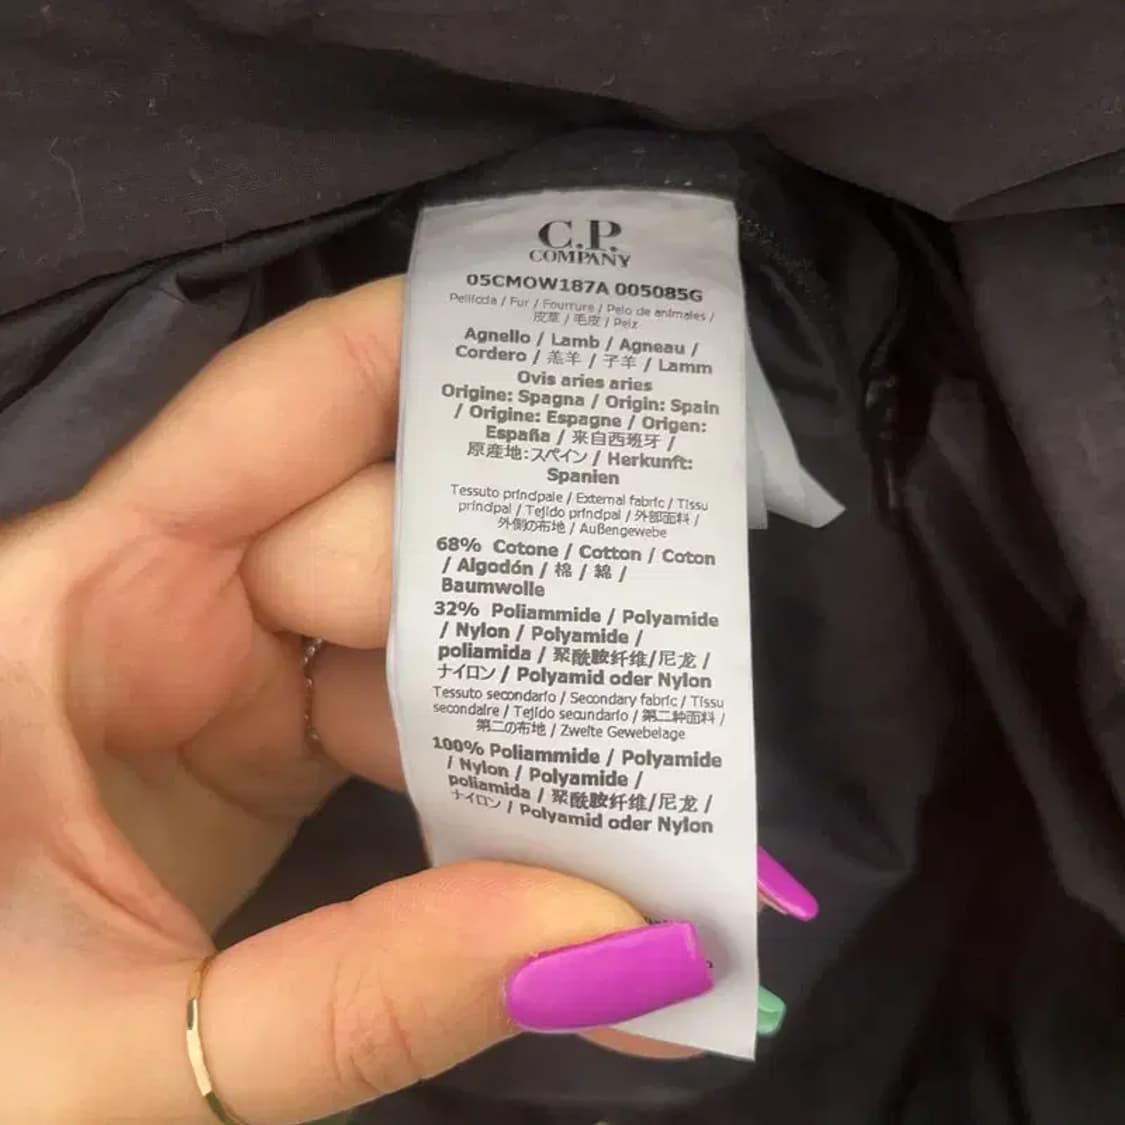 C.P.
COMPANY
05CMOW187A 005085G
Pelliccia / Fur / Fourrure / Pelo de animales /
皮草 / 毛皮 / Pelz
Agnello / Lamb / Agneau /
Cordero / 羔羊 / 子羊 / Lamm
Ovis aries aries
Origine: Spagna / Origin: Spain
/ Origine: Espagne / Origen:
España / 来自西班牙 /
原産地:スペイン / Herkunft:
Spanien
Tessuto principale / External fabric / Tissu
principal / Tejido principal / 外部面料 /
外側の布地 / Außengewebe
68% Cotone / Cotton / Coton
/ Algodón / 棉 / 綿 /
Baumwolle
32% Poliammide / Polyamide
/ Nylon / Polyamide /
poliamida / 聚酰胺纤维/尼龙 /
ナイロン / Polyamid oder Nylon
Tessuto secondario / Secondary fabric / Tissu
secondaire / Tejido secundario / 第二种面料 /
第二の布地 / Zweite Gewebelage
100% Poliammide / Polyamide
/ Nylon / Polyamide /
poliamida / 聚酰胺纤维/尼龙 /
ナイロン / Polyamid oder Nylon